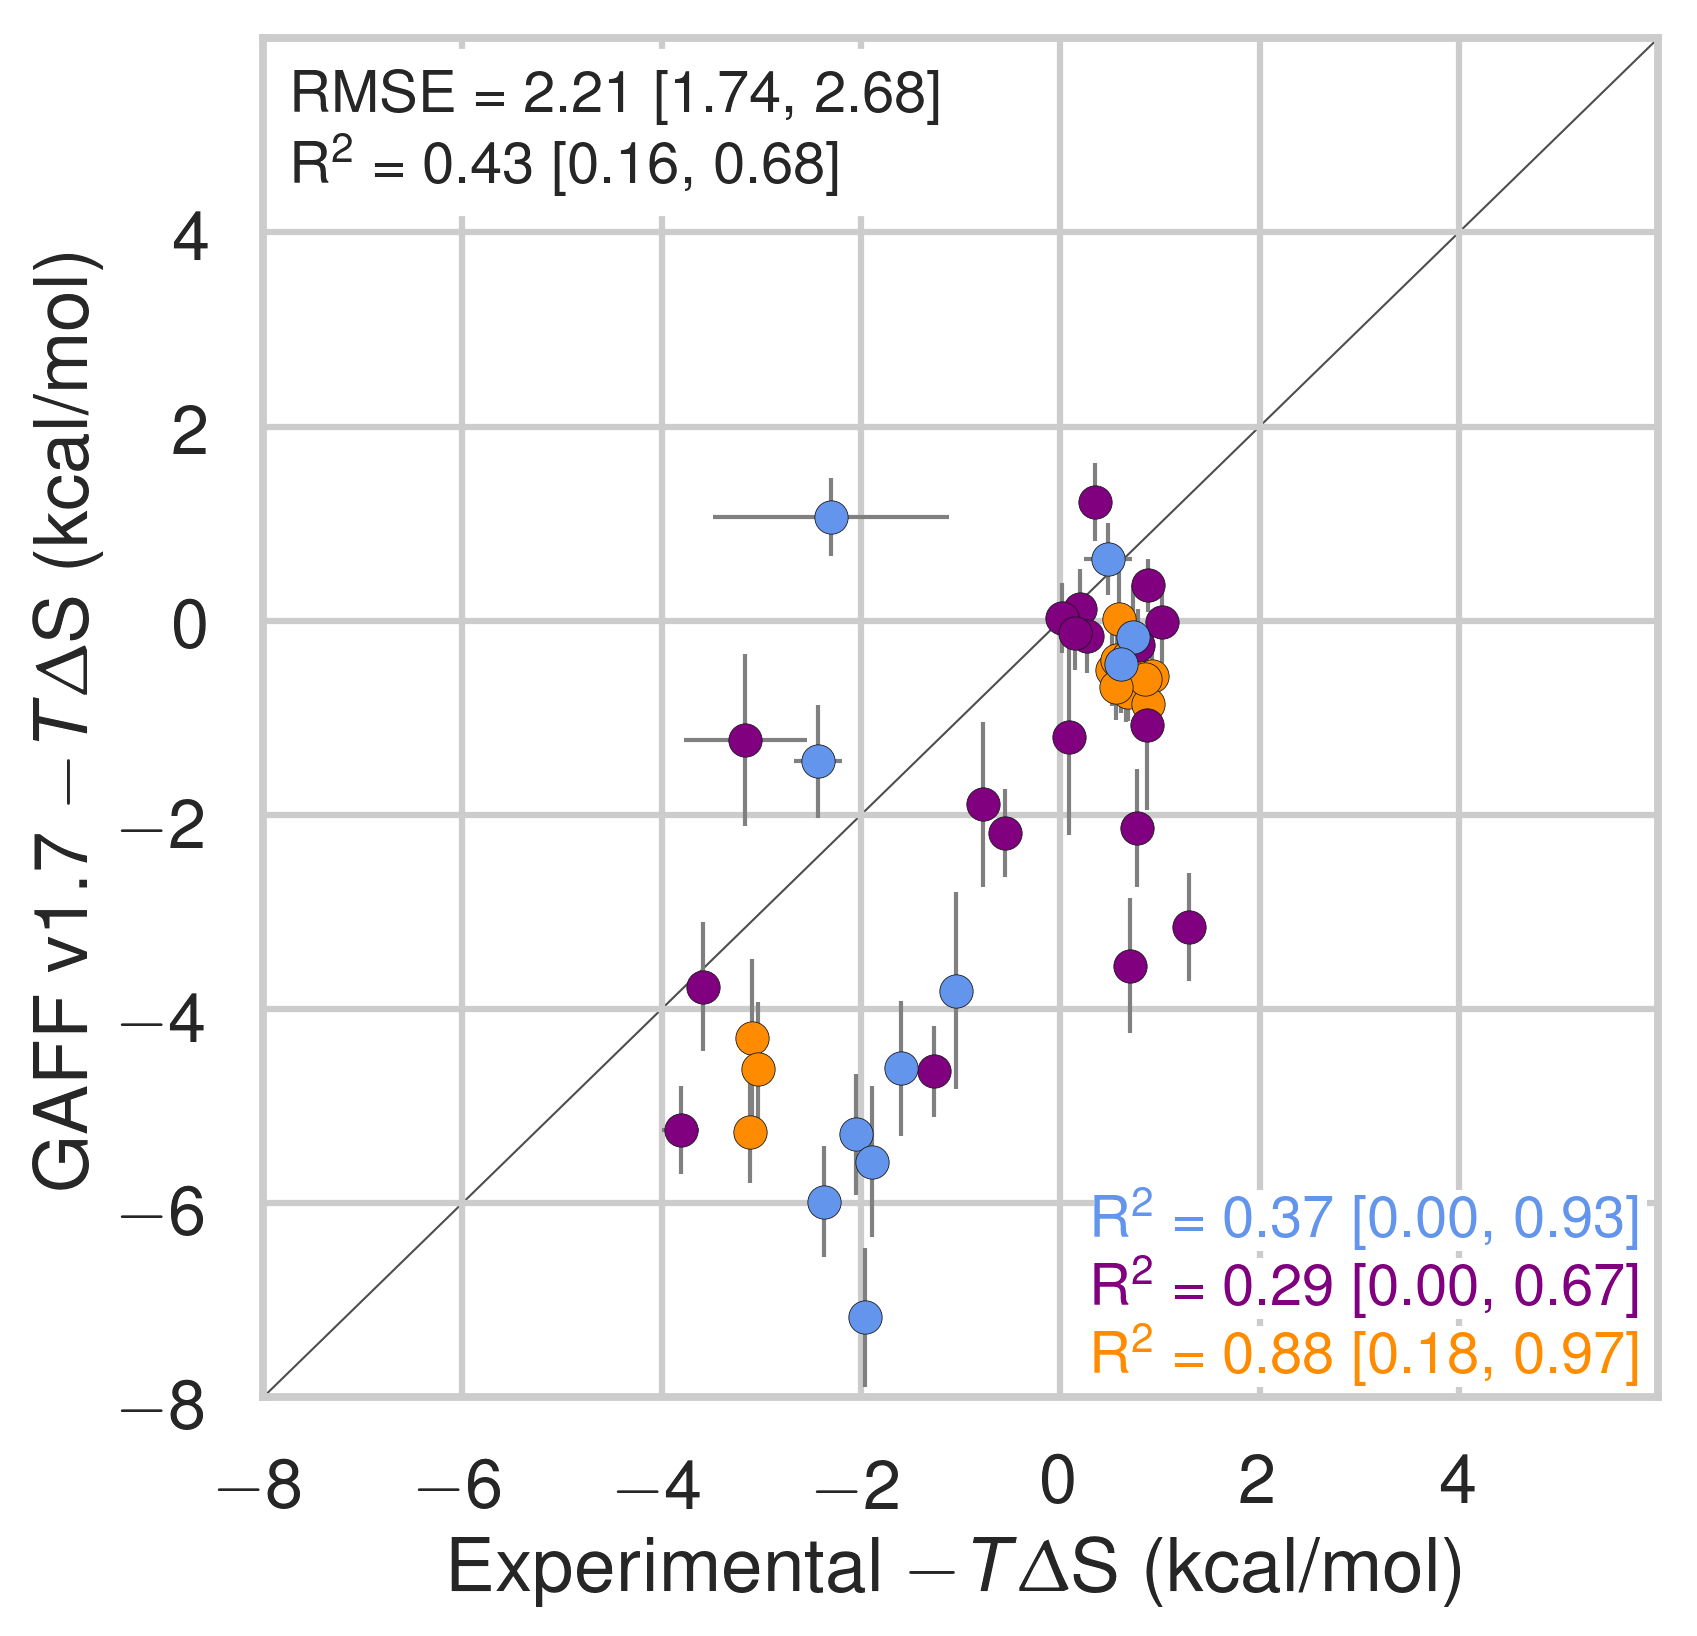 RMSE = 2.21 [1.74, 2.68]
R² = 0.43 [0.16, 0.68]
4
2
0
−2
−4
−6
−8
GAFF v1.7 −TΔS (kcal/mol)
R² = 0.37 [0.00, 0.93]
R² = 0.29 [0.00, 0.67]
R² = 0.88 [0.18, 0.97]
−8 −6 −4 −2 0 2 4
Experimental −TΔS (kcal/mol)